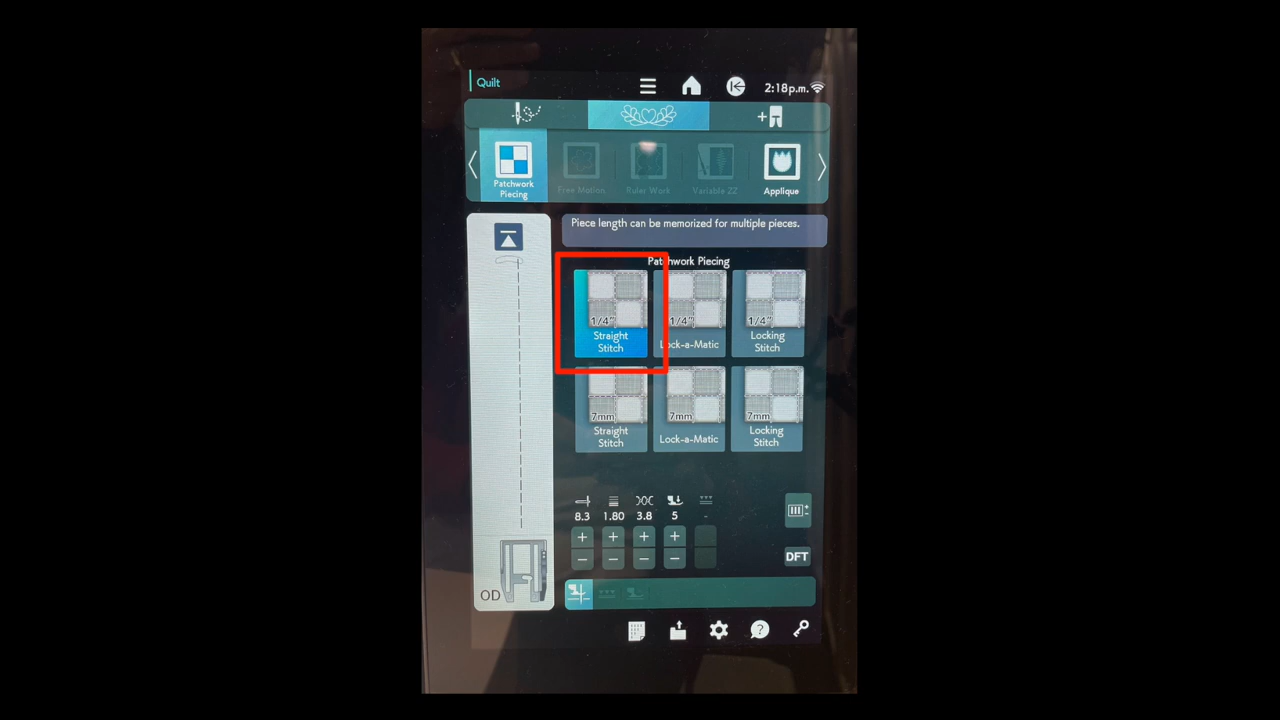 Quilt
2:18p.m.
Patchwork
Piecing
Free Motion
Ruler Work
Variable ZZ
Applique
Piece length can be memorized for multiple pieces.
Patchwork Piecing
1/4"
Straight
Stitch
1/4"
Lock-a-Matic
1/4"
Locking
Stitch
7mm
Straight
Stitch
7mm
Lock-a-Matic
7mm
Locking
Stitch
8.3 1.80 3.8 5 -
+ + + +
− − − −
DFT
OD